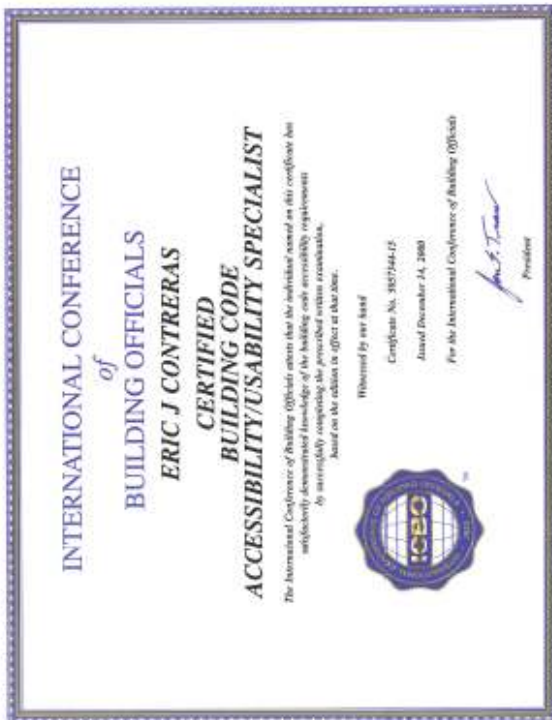 INTERNATIONAL CONFERENCE
of
BUILDING OFFICIALS
ERIC J CONTRERAS
CERTIFIED
BUILDING CODE
ACCESSIBILITY/USABILITY SPECIALIST
The International Conference of Building Officials attests that the individual named on this certificate has
satisfactorily demonstrated knowledge of the building code accessibility requirements
by successfully completing the prescribed written examination,
based on the edition in effect at that time.
Witnessed by our hand
Certificate No.
Issued December 14, 2000
For the International Conference of Building Officials
President
ICBO